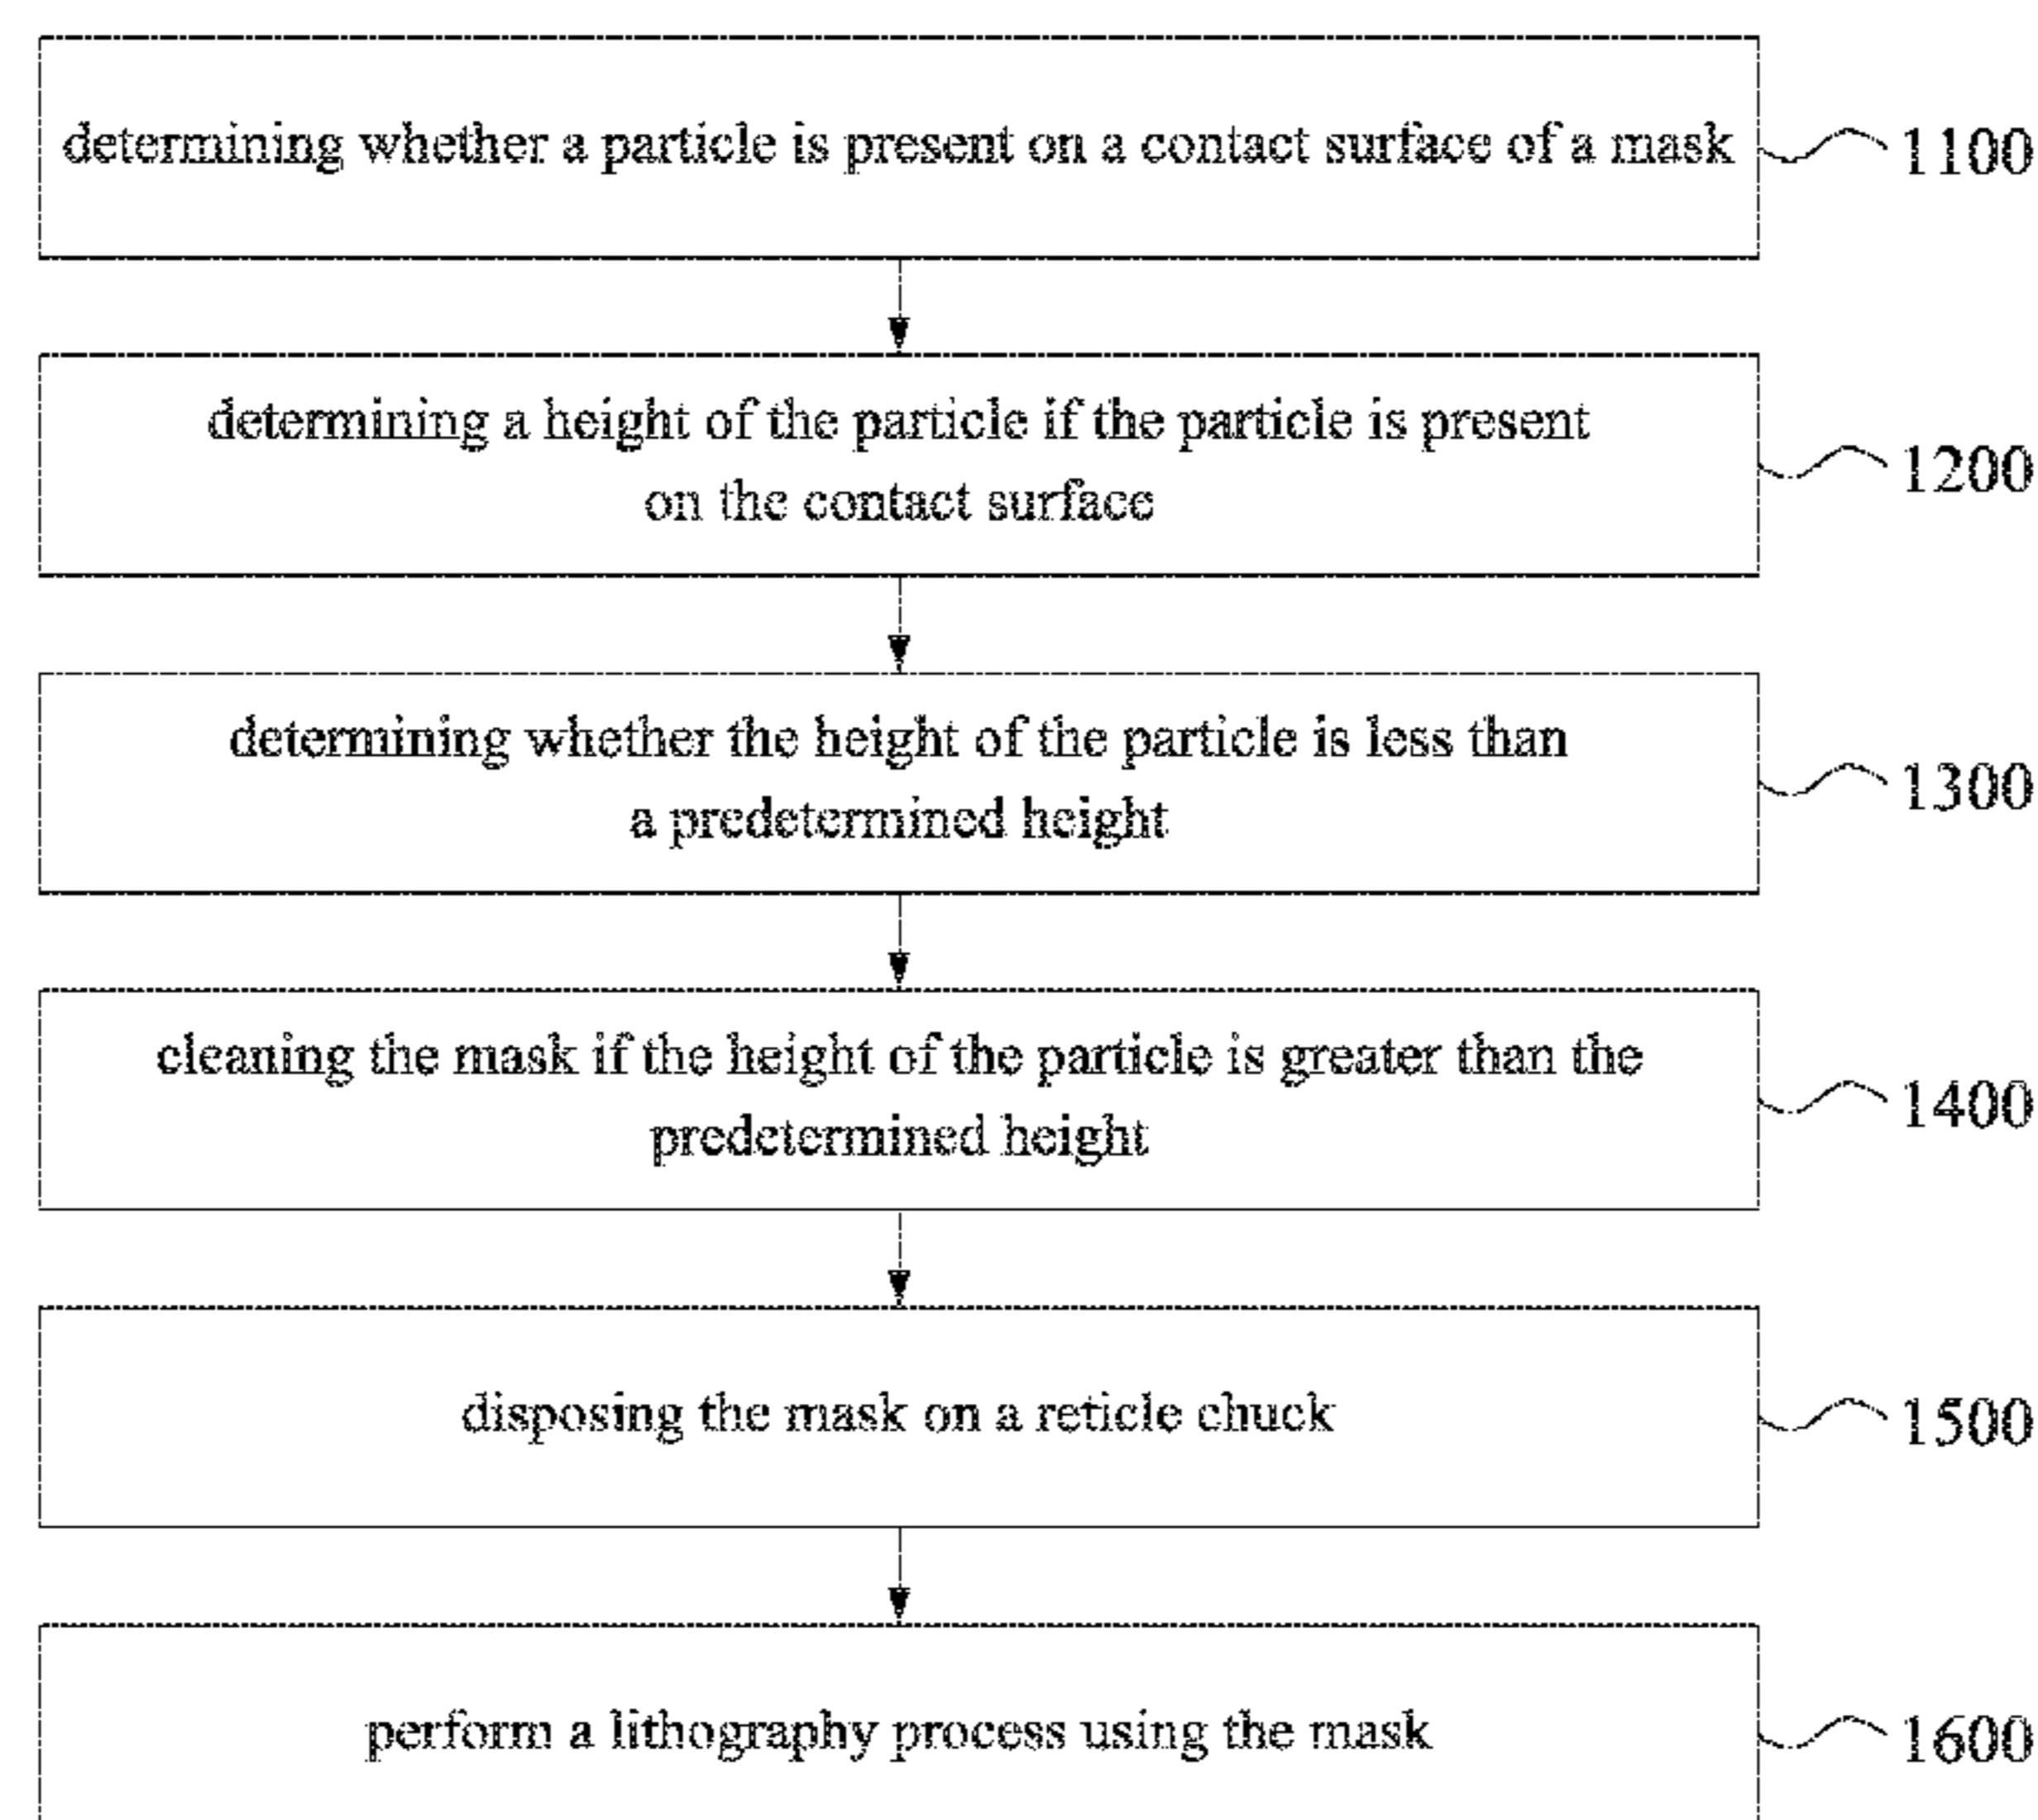 determining whether a particle is present on a contact surface of a mask
1100
determining a height of the particle if the particle is present
on the contact surface
1200
determining whether the height of the particle is less than
a predetermined height
1300
cleaning the mask if the height of the particle is greater than the
predetermined height
1400
disposing the mask on a reticle chuck
1500
perform a lithography process using the mask
1600